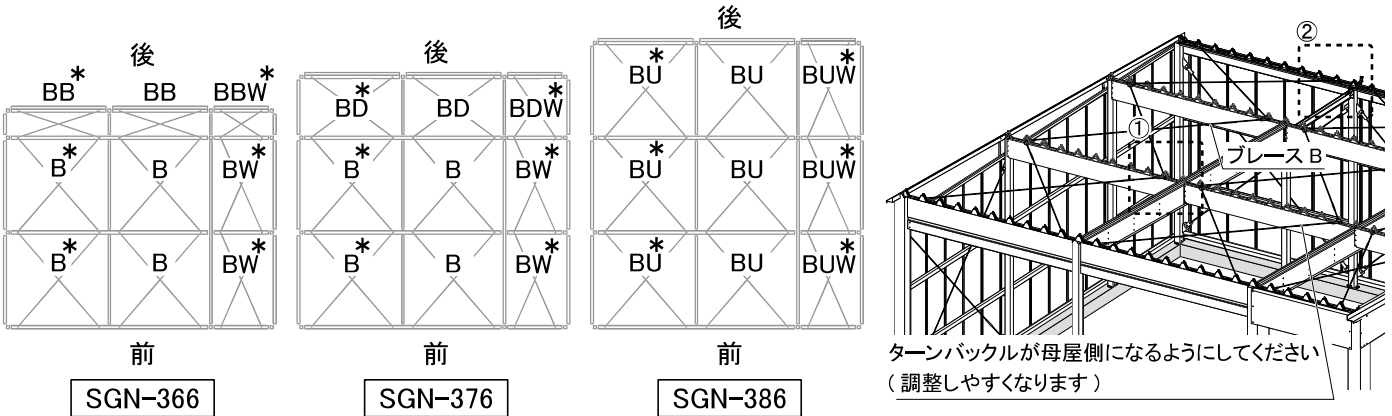 後
BB* BB BBW*
B* B BW*
B* B BW*
前
SGN-366
後
BD* BD BDW*
B* B BW*
B* B BW*
前
SGN-376
後
BU* BU BUW*
BU* BU BUW*
BU* BU BUW*
前
SGN-386
②
①
ブレースB
ターンバックルが母屋側になるようにしてください
(調整しやすくなります)